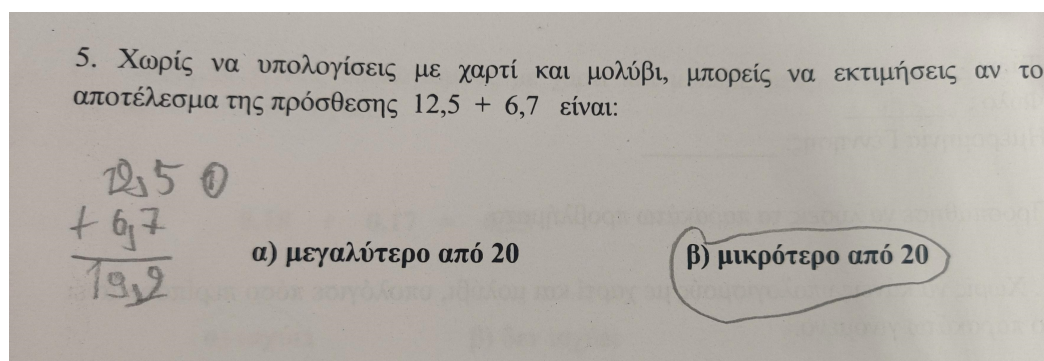 5. Χωρίς να υπολογίσεις με χαρτί και μολύβι, μπορείς να εκτιμήσεις αν το
αποτέλεσμα της πρόσθεσης 12,5 + 6,7 είναι:
12,5 1
+ 6,7
19,2
α) μεγαλύτερο από 20 β) μικρότερο από 20